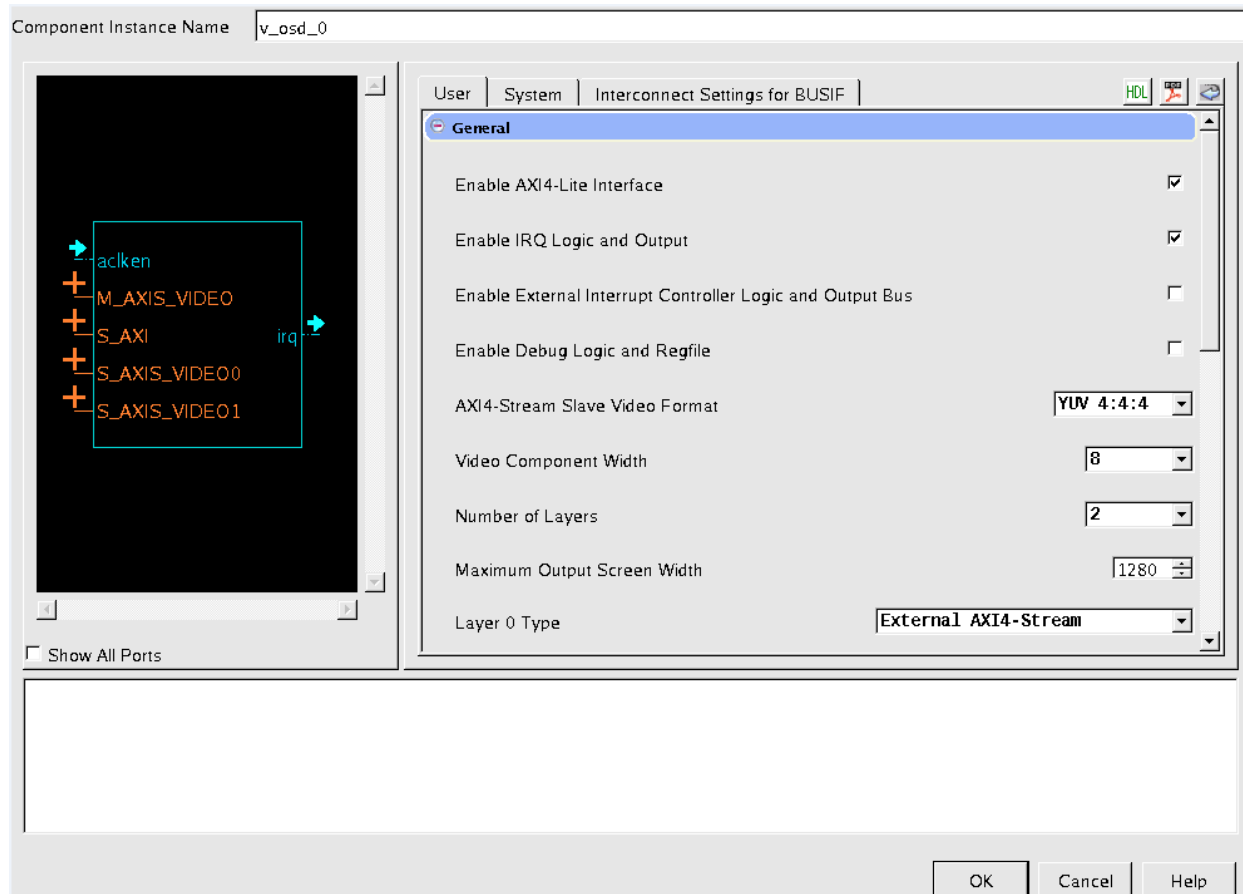 Component Instance Name v_osd_0
User System Interconnect Settings for BUSIF HDL PDF
General
Enable AXI4-Lite Interface
Enable IRQ Logic and Output
Enable External Interrupt Controller Logic and Output Bus
Enable Debug Logic and Regfile
AXI4-Stream Slave Video Format YUV 4:4:4
Video Component Width 8
Number of Layers 2
Maximum Output Screen Width 1280
Layer 0 Type External AXI4-Stream
aclken
M_AXIS_VIDEO
S_AXI irq
S_AXIS_VIDEO0
S_AXIS_VIDEO1
Show All Ports
OK Cancel Help